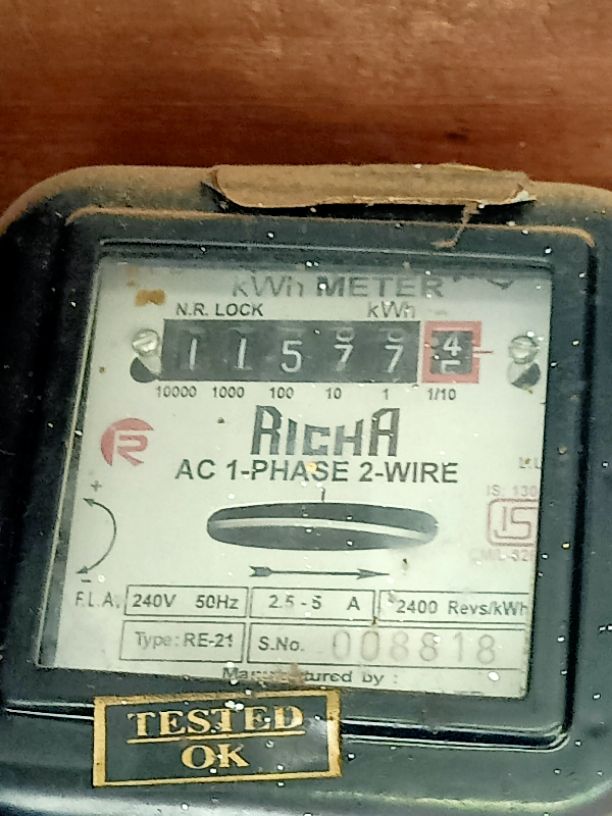 kWh METER
N.R. LOCK kWh
1 1 5 7 7 4
10000 1000 100 10 1 1/10
R
RICHA
AC 1-PHASE 2-WIRE
+
IS
-
F.L.A. 240V 50Hz 2.5 - 5 A 2400 Revs/kWh
Type: RE-21 S.No. 008818
Manufactured by :
TESTED
OK